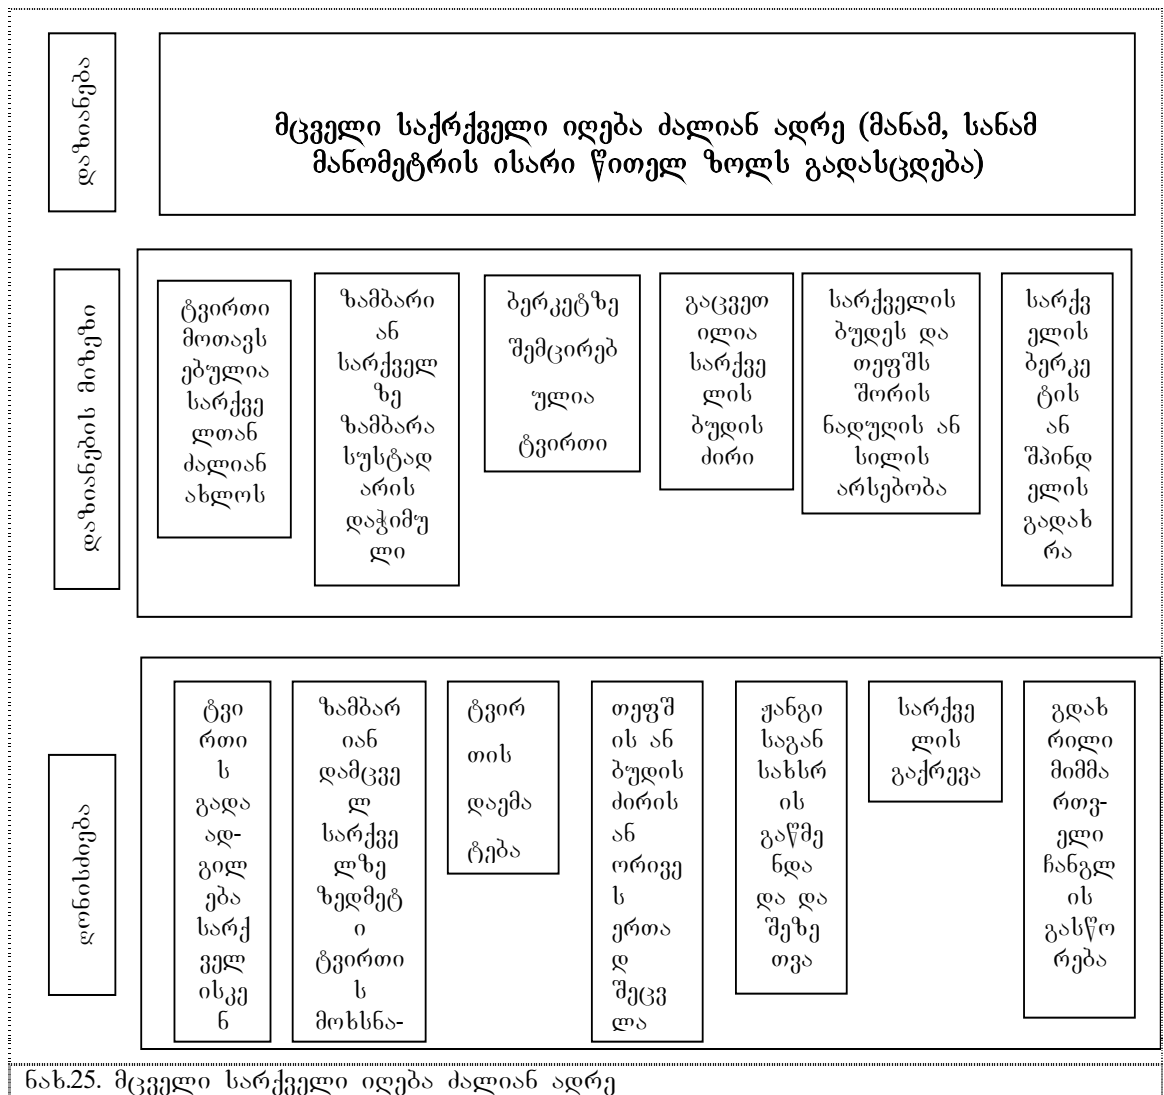 დაზიანება
მცველი საქრქველი იღება ძალიან ადრე (მანამ, სანამ
მანომეტრის ისარი წითელ ზოლს გადასცდება)
დაზიანების მიზეზი
ტვირთი
მოთავს
ებულია
სარქვე
ლთან
ძალიან
ახლოს
ზამბარი
ან
სარქველ
ზე
ზამბარა
სუსტად
არის
დაჭიმუ
ლი
ბერკეტზე
შემცირებ
ულია
ტვირთი
გაცვეთ
ილია
სარქვე
ლის
ბუდის
ძირი
სარქველის
ბუდეს და
თეფშს
შორის
ნადუღის ან
სილის
არსებობა
სარქვ
ელის
ბერკე
ტის
ან
შპინდ
ელის
გადახ
რა
ღონისძიება
ტვი
რთი
ს
გადა
ად-
გილ
ება
სარქ
ველ
ისკე
ნ
ზამბარ
იან
დამცვე
ლ
სარქვე
ლზე
ზედმეტ
ი
ტვირთი
ს
მოხსნა-
ტვირ
თის
დაემა
ტება
თეფშ
ის ან
ბუდის
ძირის
ან
ორივე
ს
ერთა
დ
შეცვ
ლა
ჟანგი
საგან
სახსრ
ის
გაწმე
ნდა
და და
შეზე
თვა
სარქვე
ლის
გაქრევა
გდახ
რილი
მიმმა
რთვ-
ელი
ჩანგლ
ის
გასწო
რება
ნახ.25. მცველი სარქველი იღება ძალიან ადრე